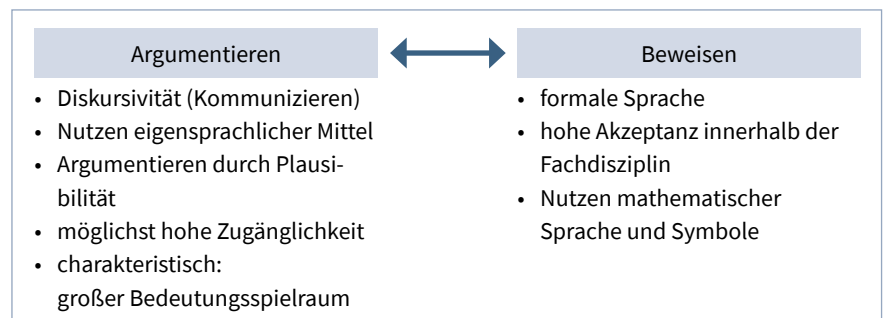 Argumentieren
• Diskursivität (Kommunizieren)
• Nutzen eigensprachlicher Mittel
• Argumentieren durch Plausi-
bilität
• möglichst hohe Zugänglichkeit
• charakteristisch:
großer Bedeutungsspielraum
Beweisen
• formale Sprache
• hohe Akzeptanz innerhalb der
Fachdisziplin
• Nutzen mathematischer
Sprache und Symbole